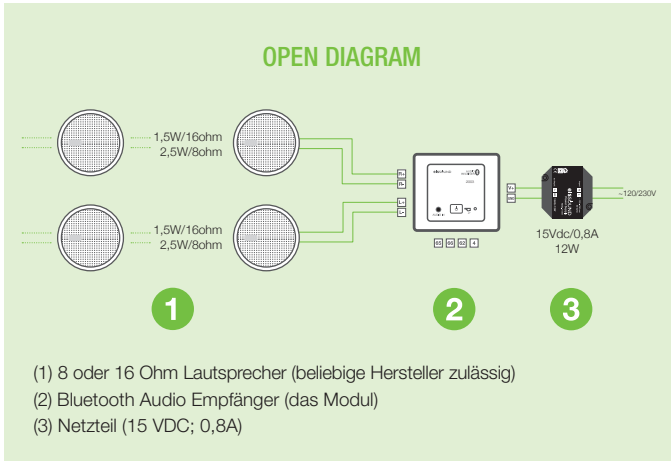 OPEN DIAGRAM
1,5W/16ohm
2,5W/8ohm
1,5W/16ohm
2,5W/8ohm
R+
R-
L+
L-
V+
~120/230V
15Vdc/0,8A
12W
1
2
3
(1) 8 oder 16 Ohm Lautsprecher (beliebige Hersteller zulässig)
(2) Bluetooth Audio Empfänger (das Modul)
(3) Netzteil (15 VDC; 0,8A)